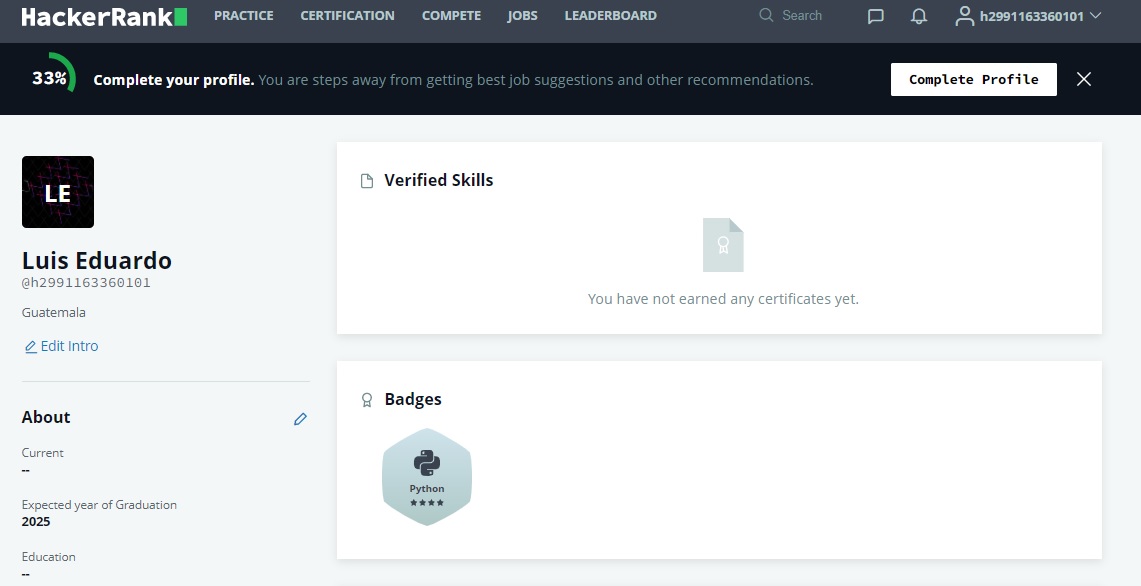 HackerRank
PRACTICE CERTIFICATION COMPETE JOBS LEADERBOARD Search h2991163360101
33% Complete your profile. You are steps away from getting best job suggestions and other recommendations. Complete Profile
LE
Luis Eduardo
@h2991163360101
Guatemala
Edit Intro
About
Current
--
Expected year of Graduation
2025
Education
--
Verified Skills
You have not earned any certificates yet.
Badges
Python